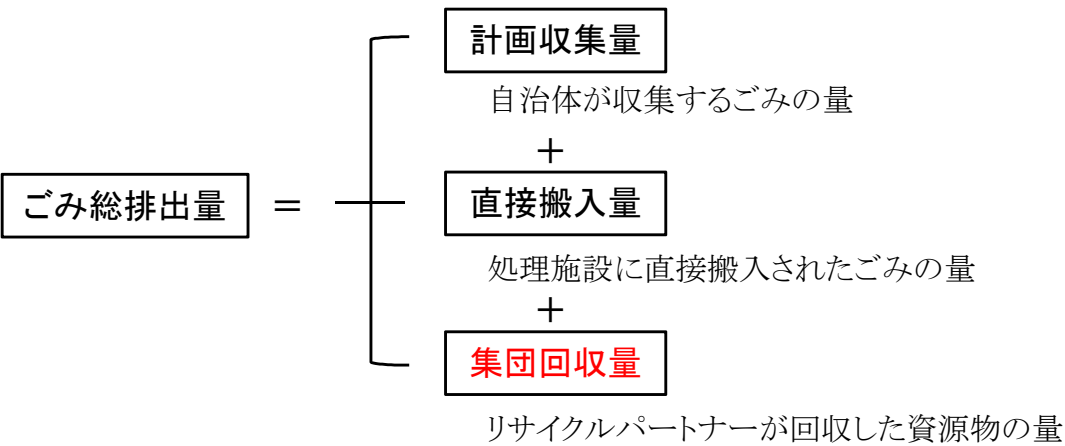 計画収集量
自治体が収集するごみの量
＋
ごみ総排出量 ＝ 直接搬入量
処理施設に直接搬入されたごみの量
＋
集団回収量
リサイクルパートナーが回収した資源物の量